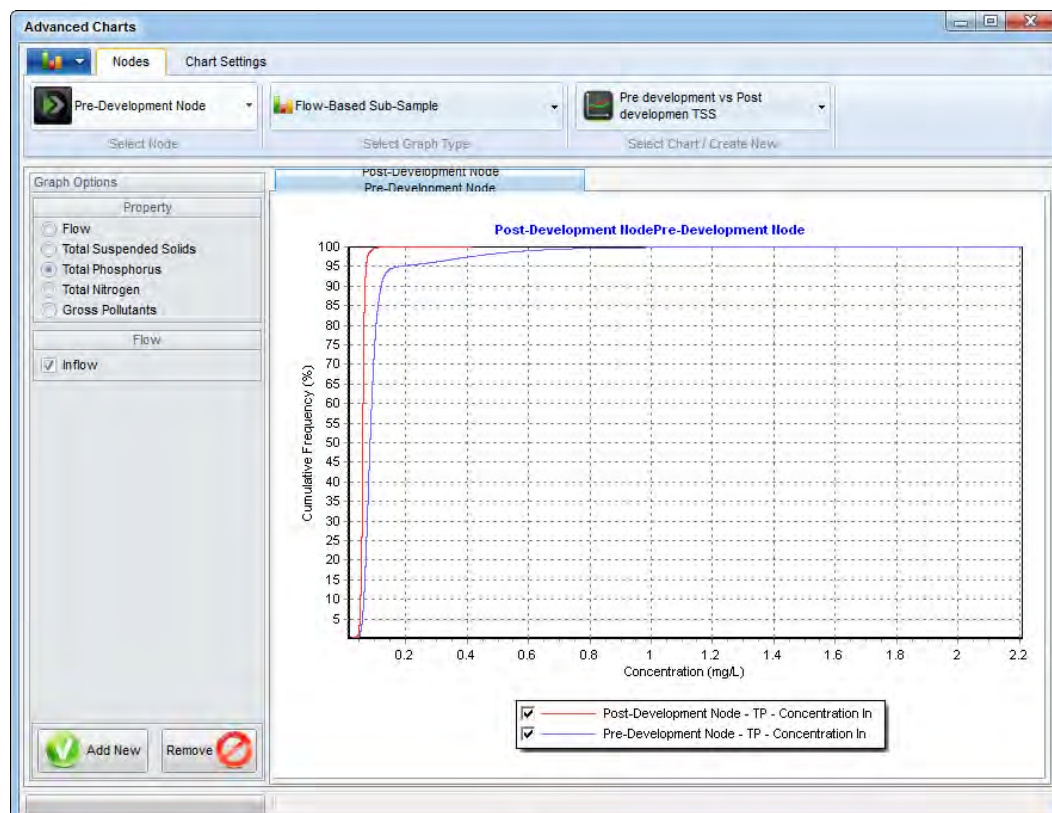 Advanced Charts
Nodes
Chart Settings
Pre-Development Node
Flow-Based Sub-Sample
Pre development vs Post
developmen TSS
Select Node
Select Graph Type
Select Chart / Create New
Graph Options
Property
Flow
Total Suspended Solids
Total Phosphorus
Total Nitrogen
Gross Pollutants
Flow
Inflow
Add New
Remove
Post-Development Node
Pre-Development Node
Post-Development NodePre-Development Node
Cumulative Frequency (%)
100
95
90
85
80
75
70
65
60
55
50
45
40
35
30
25
20
15
10
5
0.2 0.4 0.6 0.8 1 1.2 1.4 1.6 1.8 2 2.2
Concentration (mg/L)
Post-Development Node - TP - Concentration In
Pre-Development Node - TP - Concentration In